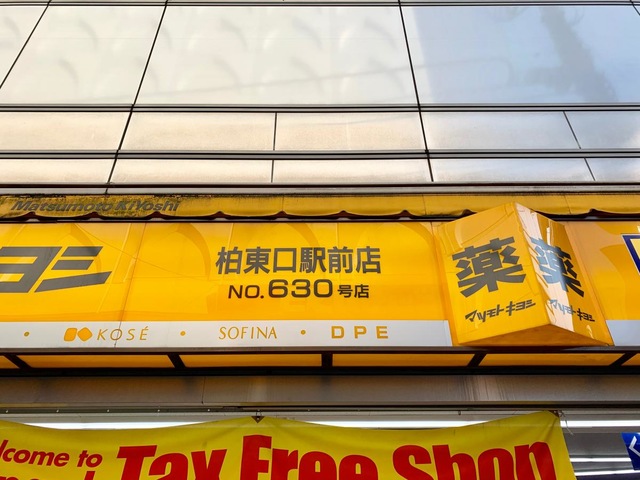 Matsumoto KiYoshi
ヨシ
柏東口駅前店
NO.630号店
薬 薬
マツモトキヨシ マツモトキヨシ
・ KOSÉ ・ SOFINA ・ DPE
lcome to
Tax Free Shop